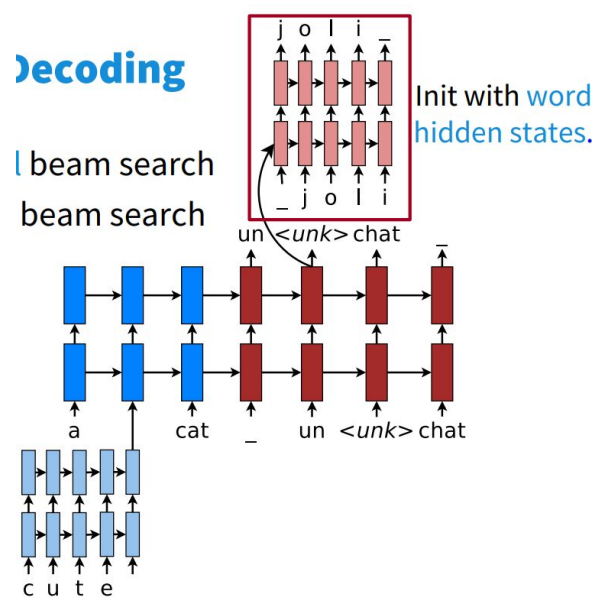 j o l i _
Decoding
Init with word
hidden states.
l beam search
beam search
_ j o l i
un <unk> chat _
a cat _ un <unk> chat
c u t e